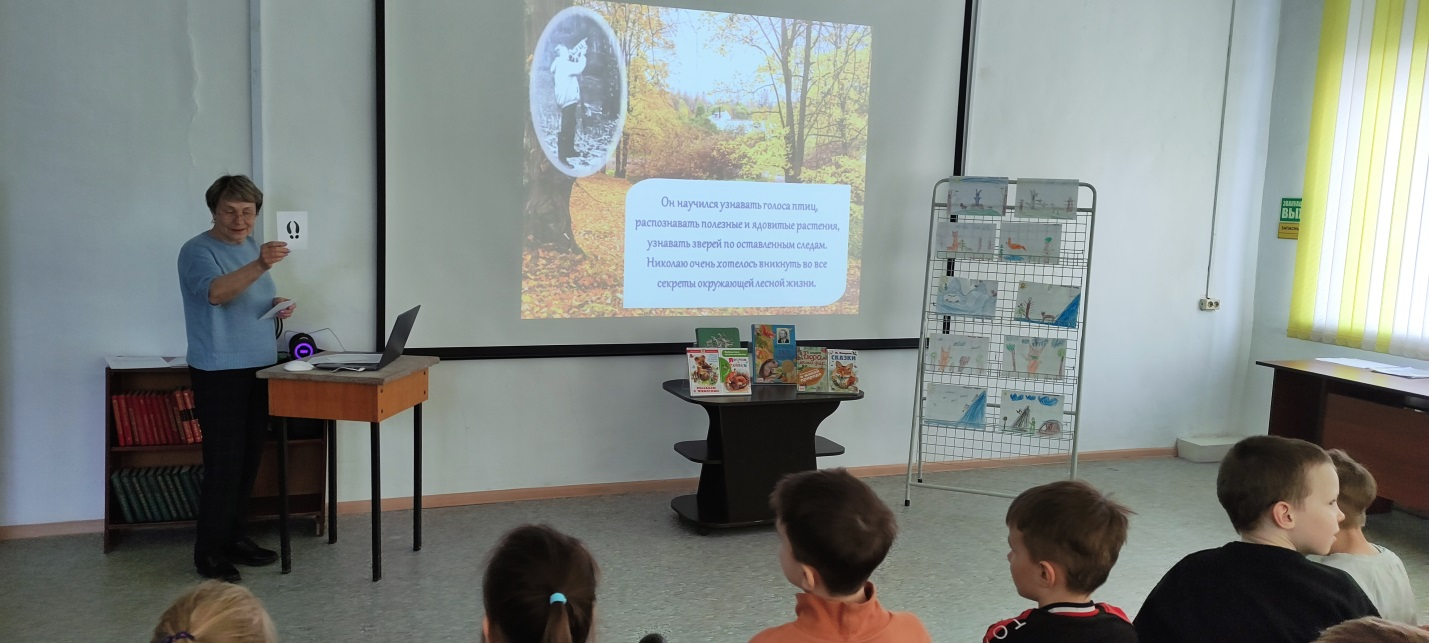 Он научился узнавать голоса птиц,
распознавать полезные и ядовитые растения,
узнавать зверей по оставленным следам.
Николаю очень хотелось вникнуть во все
секреты окружающей лесной жизни.
СКАЗКИ